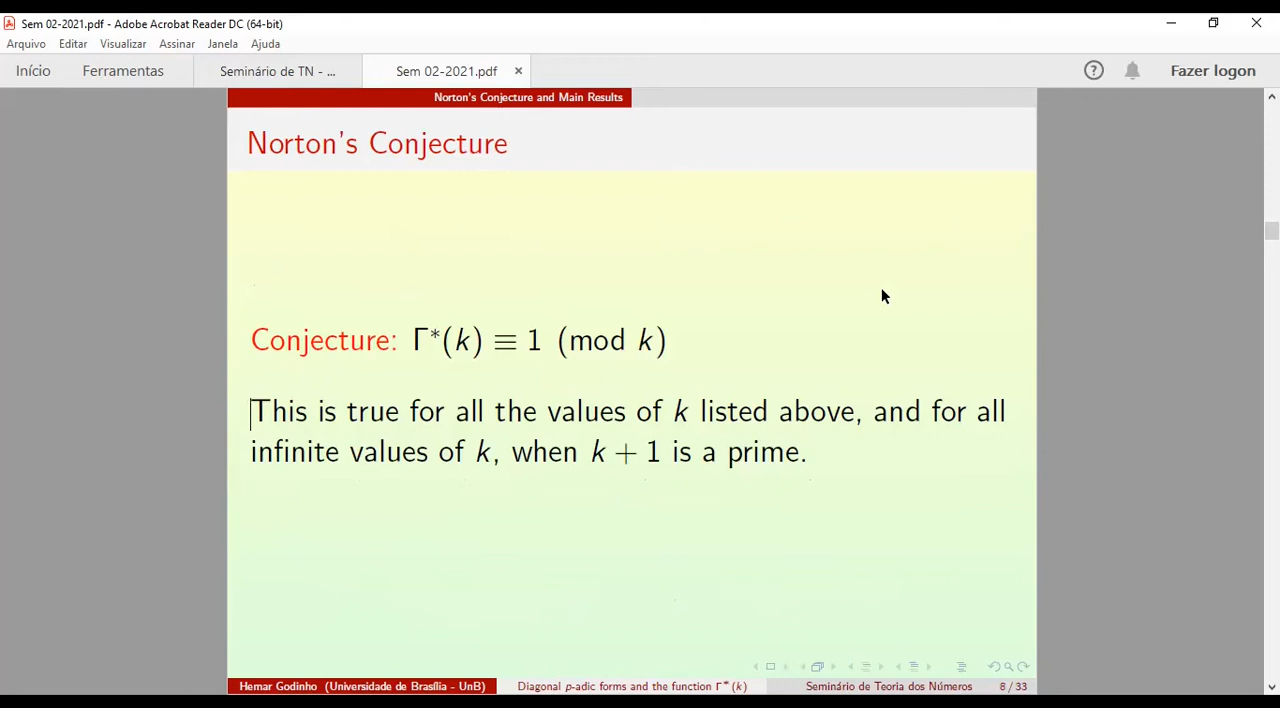 Sem 02-2021.pdf - Adobe Acrobat Reader DC (64-bit)
Arquivo Editar Visualizar Assinar Janela Ajuda
Início Ferramentas Seminário de TN - ... Sem 02-2021.pdf × Fazer logon
Norton's Conjecture and Main Results
Norton's Conjecture
Conjecture: Γ*(k) ≡ 1 (mod k)
This is true for all the values of k listed above, and for all
infinite values of k, when k + 1 is a prime.
Hemar Godinho (Universidade de Brasília - UnB) Diagonal p-adic forms and the function Γ*(k) Seminário de Teoria dos Números 8 / 33